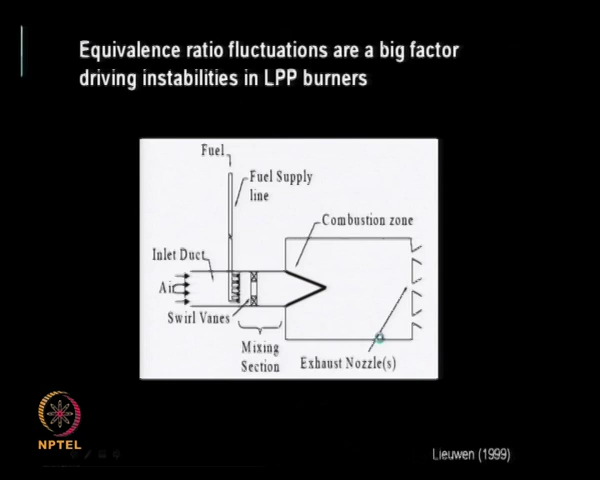 Equivalence ratio fluctuations are a big factor
driving instabilities in LPP burners
Fuel
Fuel Supply
line
Combustion zone
Inlet Duct
Air
Swirl Vanes
Mixing
Section
Exhaust Nozzle(s)
NPTEL
Lieuwen (1999)